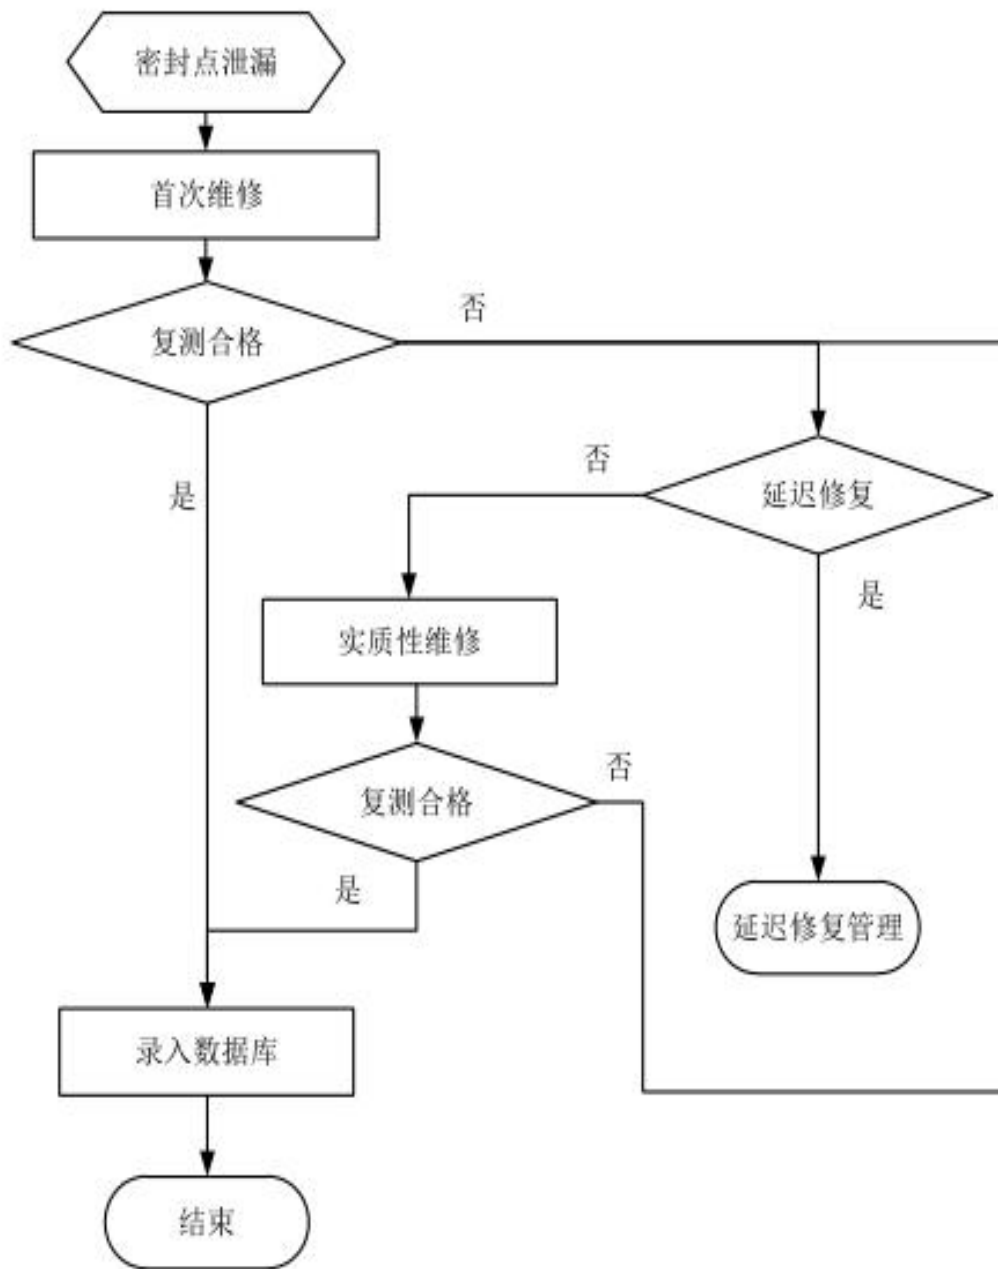 密封点泄漏
首次维修
复测合格
否
是
延迟修复
否
是
实质性维修
复测合格
否
是
延迟修复管理
录入数据库
结束